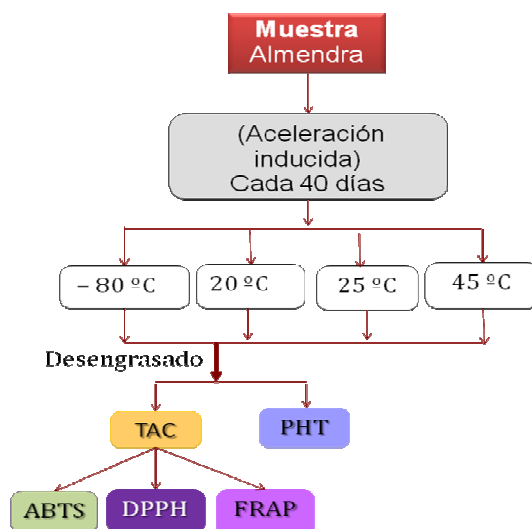 Muestra
Almendra
(Aceleración
inducida)
Cada 40 días
– 80 ºC
20 ºC
25 ºC
45 ºC
Desengrasado
TAC
PHT
ABTS
DPPH
FRAP